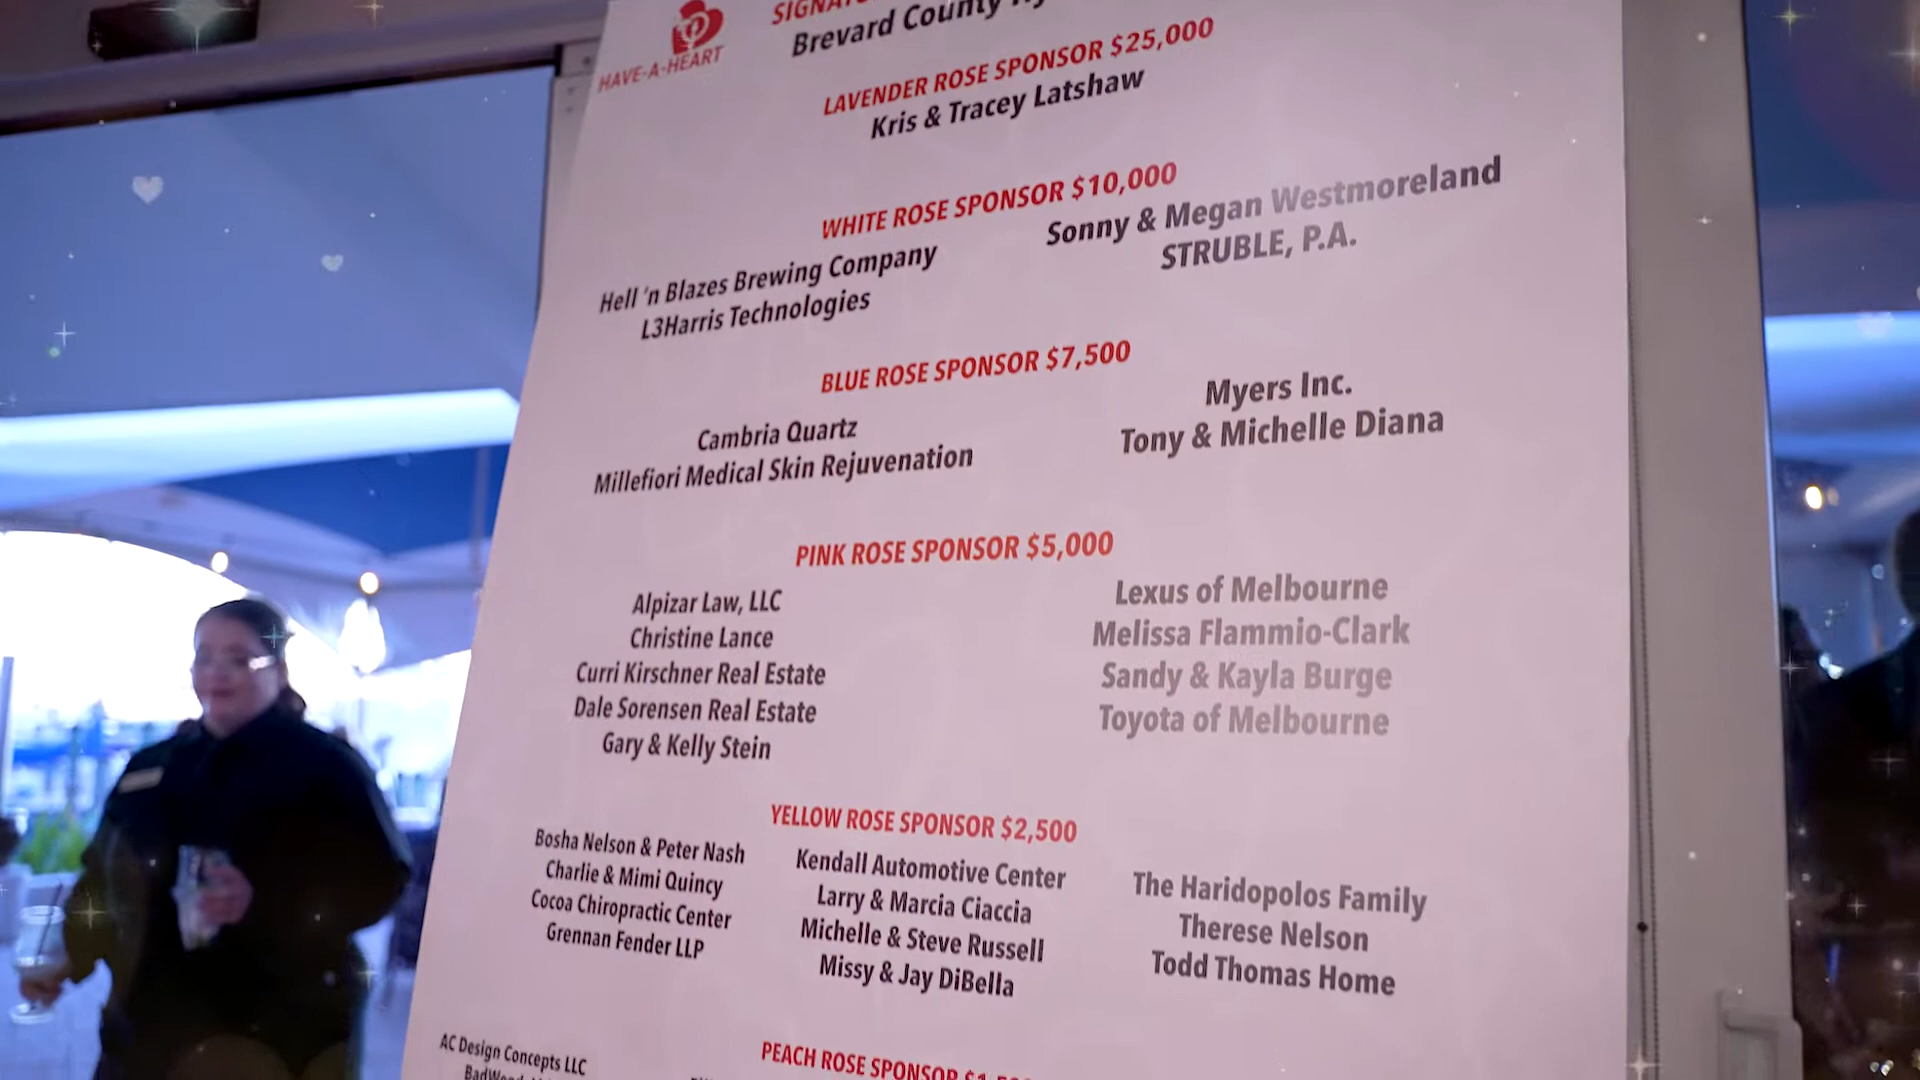 HAVE-A-HEART
Brevard County
LAVENDER ROSE SPONSOR $25,000
Kris & Tracey Latshaw
WHITE ROSE SPONSOR $10,000
Hell 'n Blazes Brewing Company
L3Harris Technologies
Sonny & Megan Westmoreland
STRUBLE, P.A.
BLUE ROSE SPONSOR $7,500
Cambria Quartz
Millefiori Medical Skin Rejuvenation
Myers Inc.
Tony & Michelle Diana
PINK ROSE SPONSOR $5,000
Alpizar Law, LLC
Christine Lance
Curri Kirschner Real Estate
Dale Sorensen Real Estate
Gary & Kelly Stein
Lexus of Melbourne
Melissa Flammio-Clark
Sandy & Kayla Burge
Toyota of Melbourne
YELLOW ROSE SPONSOR $2,500
Bosha Nelson & Peter Nash
Charlie & Mimi Quincy
Cocoa Chiropractic Center
Grennan Fender LLP
Kendall Automotive Center
Larry & Marcia Ciaccia
Michelle & Steve Russell
Missy & Jay DiBella
The Haridopolos Family
Therese Nelson
Todd Thomas Home
PEACH ROSE SPONSOR
AC Design Concepts LLC